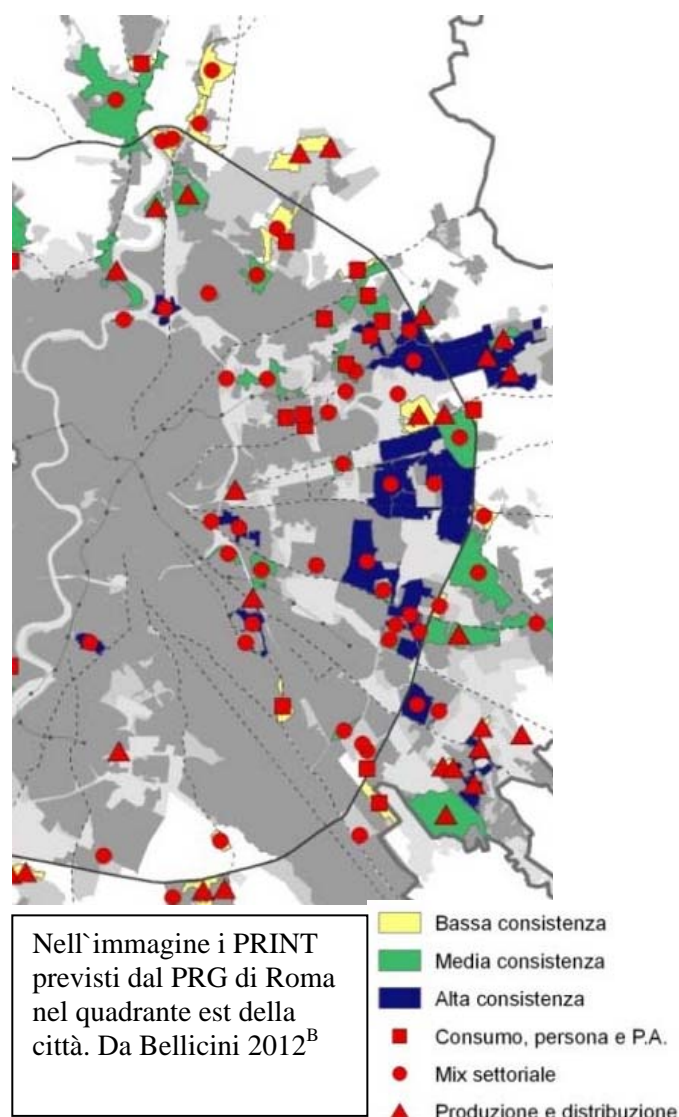 Nell`immagine i PRINT
previsti dal PRG di Roma
nel quadrante est della
città. Da Bellicini 2012B
Bassa consistenza
Media consistenza
Alta consistenza
Consumo, persona e P.A.
Mix settoriale
Produzione e distribuzione